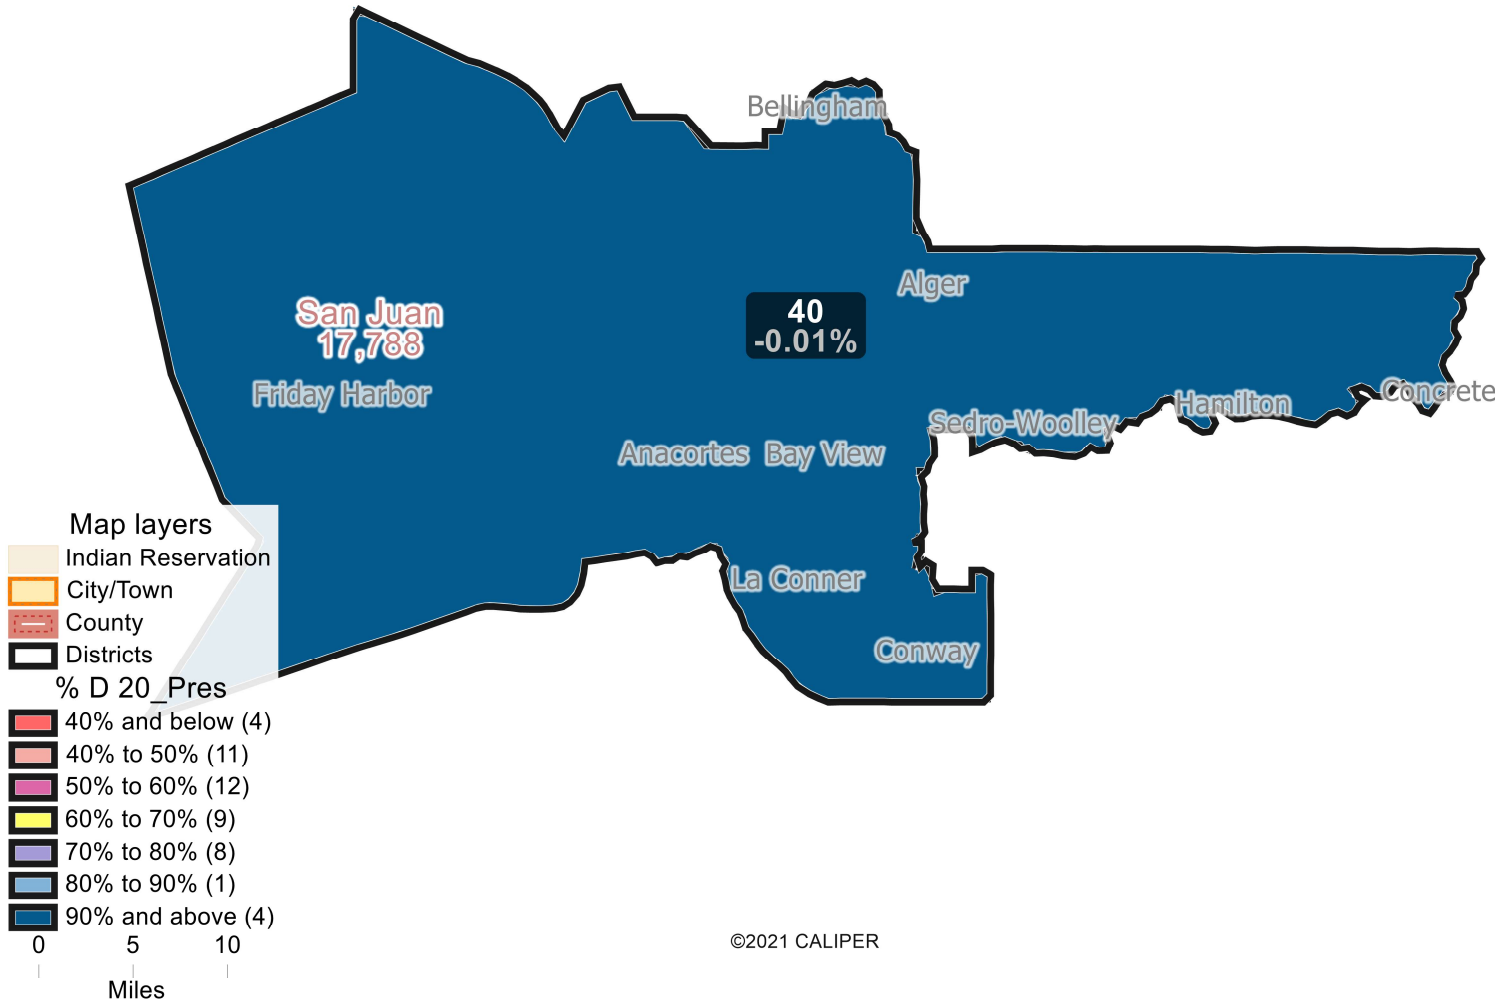 Bellingham
Alger
San Juan
17,788
40
-0.01%
Friday Harbor
Concrete
Hamilton
Sedro-Woolley
Anacortes
Bay View
La Conner
Conway
Map layers
Indian Reservation
City/Town
County
Districts
% D 20_Pres
40% and below (4)
40% to 50% (11)
50% to 60% (12)
60% to 70% (9)
70% to 80% (8)
80% to 90% (1)
90% and above (4)
0 5 10
Miles
©2021 CALIPER